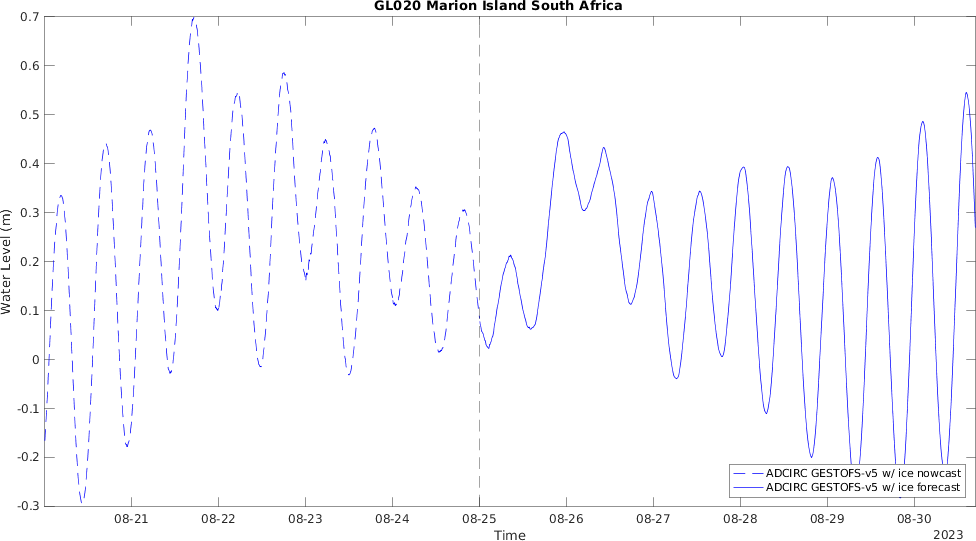 GL020 Marion Island South Africa
0.7
0.6
0.5
0.4
0.3
0.2
0.1
0
-0.1
-0.2
-0.3
Water Level (m)
ADCIRC GESTOFS-v5 w/ ice nowcast
ADCIRC GESTOFS-v5 w/ ice forecast
08-21 08-22 08-23 08-24 08-25 08-26 08-27 08-28 08-29 08-30
Time
2023